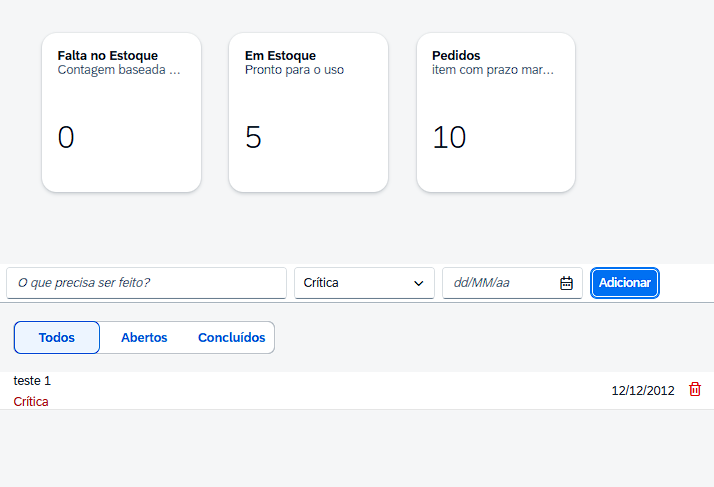 Falta no Estoque
Contagem baseada ...
0
Em Estoque
Pronto para o uso
5
Pedidos
item com prazo mar...
10
O que precisa ser feito?
Crítica
dd/MM/aa
Adicionar
Todos
Abertos
Concluídos
teste 1
Crítica
12/12/2012